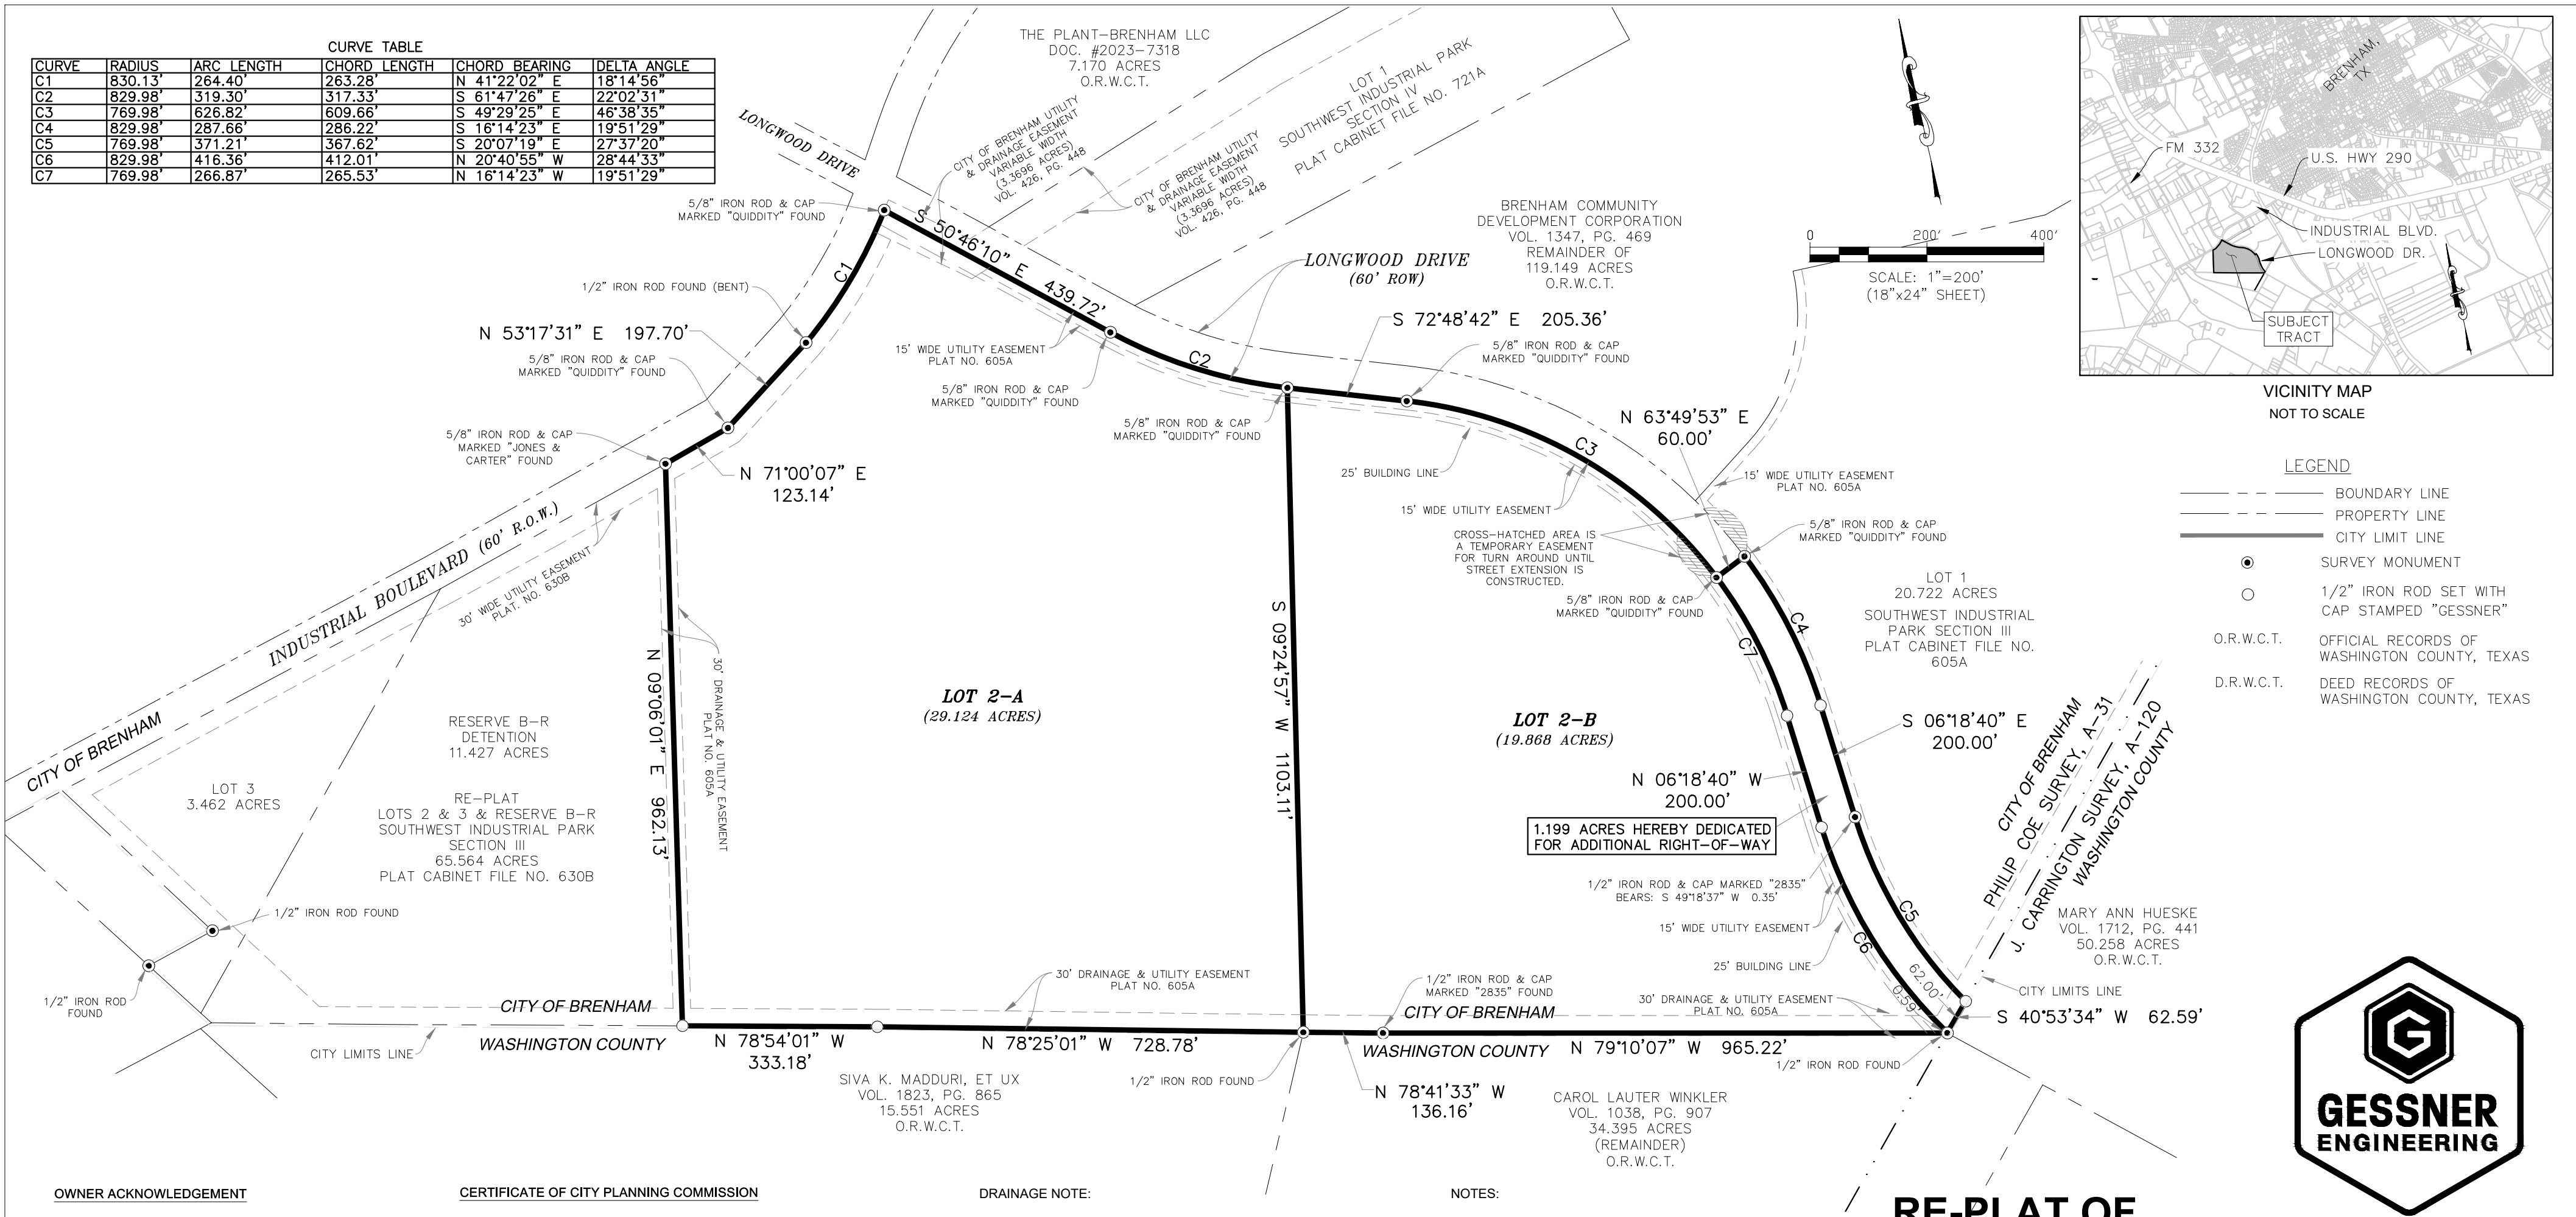 CURVE TABLE
CURVE RADIUS ARC LENGTH CHORD LENGTH CHORD BEARING DELTA ANGLE
C1 830.13' 264.40' 263.28' N 41°22'02" E 18°14'56"
C2 829.98' 319.30' 317.33' S 61°47'26" E 22°02'31"
C3 769.98' 626.82' 609.66' S 49°29'25" E 46°38'35"
C4 829.98' 287.66' 286.22' S 16°14'23" E 19°51'29"
C5 769.98' 371.21' 367.62' S 20°07'19" E 27°37'20"
C6 829.98' 416.36' 412.01' N 20°40'55" W 28°44'33"
C7 769.98' 266.87' 265.53' N 16°14'23" W 19°51'29"
THE PLANT-BRENHAM LLC
DOC. #2023-7318
7.170 ACRES
O.R.W.C.T.
LOT 1
SOUTHWEST INDUSTRIAL PARK
SECTION IV
PLAT CABINET FILE NO. 721A
LONGWOOD DRIVE
CITY OF BRENHAM UTILITY
& DRAINAGE EASEMENT
VARIABLE WIDTH
(3.3696 ACRES)
VOL. 426, PG. 448
CITY OF BRENHAM UTILITY
& DRAINAGE EASEMENT
VARIABLE WIDTH
(3.3696 ACRES)
VOL. 426, PG. 448
5/8" IRON ROD & CAP
MARKED "QUIDDITY" FOUND
S 50°46'10" E 439.72'
C1
BRENHAM COMMUNITY
DEVELOPMENT CORPORATION
VOL. 1347, PG. 469
REMAINDER OF
119.149 ACRES
O.R.W.C.T.
LONGWOOD DRIVE
(60' ROW)
0 200' 400'
SCALE: 1"=200'
(18"x24" SHEET)
BRENHAM,
TX
FM 332
U.S. HWY 290
INDUSTRIAL BLVD.
LONGWOOD DR.
SUBJECT
TRACT
VICINITY MAP
NOT TO SCALE
1/2" IRON ROD FOUND (BENT)
N 53°17'31" E 197.70'
5/8" IRON ROD & CAP
MARKED "QUIDDITY" FOUND
15' WIDE UTILITY EASEMENT
PLAT NO. 605A
5/8" IRON ROD & CAP
MARKED "QUIDDITY" FOUND
C2
S 72°48'42" E 205.36'
5/8" IRON ROD & CAP
MARKED "QUIDDITY" FOUND
5/8" IRON ROD & CAP
MARKED "QUIDDITY" FOUND
5/8" IRON ROD & CAP
MARKED "JONES &
CARTER" FOUND
N 71°00'07" E
123.14'
C3
N 63°49'53" E
60.00'
25' BUILDING LINE
15' WIDE UTILITY EASEMENT
15' WIDE UTILITY EASEMENT
PLAT NO. 605A
CROSS-HATCHED AREA IS
A TEMPORARY EASEMENT
FOR TURN AROUND UNTIL
STREET EXTENSION IS
CONSTRUCTED.
5/8" IRON ROD & CAP
MARKED "QUIDDITY" FOUND
5/8" IRON ROD & CAP
MARKED "QUIDDITY" FOUND
LEGEND
BOUNDARY LINE
PROPERTY LINE
CITY LIMIT LINE
SURVEY MONUMENT
1/2" IRON ROD SET WITH
CAP STAMPED "GESSNER"
O.R.W.C.T. OFFICIAL RECORDS OF
WASHINGTON COUNTY, TEXAS
D.R.W.C.T. DEED RECORDS OF
WASHINGTON COUNTY, TEXAS
INDUSTRIAL BOULEVARD (60' R.O.W.)
30' WIDE UTILITY EASEMENT
PLAT. NO. 630B
N 09°06'01" E 962.13'
30' DRAINAGE & UTILITY EASEMENT
PLAT NO. 605A
LOT 2-A
(29.124 ACRES)
S 09°24'57" W 1103.11'
LOT 2-B
(19.868 ACRES)
C4
C7
LOT 1
20.722 ACRES
SOUTHWEST INDUSTRIAL
PARK SECTION III
PLAT CABINET FILE NO.
605A
S 06°18'40" E
200.00'
N 06°18'40" W
200.00'
1.199 ACRES HEREBY DEDICATED
FOR ADDITIONAL RIGHT-OF-WAY
1/2" IRON ROD & CAP MARKED "2835"
BEARS: S 49°18'37" W 0.35'
15' WIDE UTILITY EASEMENT
25' BUILDING LINE
C5
C6
CITY OF BRENHAM
PHILIP COE SURVEY, A-31
J. CARRINGTON SURVEY, A-120
WASHINGTON COUNTY
MARY ANN HUESKE
VOL. 1712, PG. 441
50.258 ACRES
O.R.W.C.T.
CITY OF BRENHAM
LOT 3
3.462 ACRES
RESERVE B-R
DETENTION
11.427 ACRES
RE-PLAT
LOTS 2 & 3 & RESERVE B-R
SOUTHWEST INDUSTRIAL PARK
SECTION III
65.564 ACRES
PLAT CABINET FILE NO. 630B
1/2" IRON ROD FOUND
1/2" IRON ROD
FOUND
CITY OF BRENHAM
CITY LIMITS LINE
WASHINGTON COUNTY
N 78°54'01" W
333.18'
30' DRAINAGE & UTILITY EASEMENT
PLAT NO. 605A
N 78°25'01" W 728.78'
SIVA K. MADDURI, ET UX
VOL. 1823, PG. 865
15.551 ACRES
O.R.W.C.T.
1/2" IRON ROD FOUND
1/2" IRON ROD & CAP
MARKED "2835" FOUND
CITY OF BRENHAM
WASHINGTON COUNTY
N 78°41'33" W
136.16'
N 79°10'07" W 965.22'
30' DRAINAGE & UTILITY EASEMENT
PLAT NO. 605A
62.00'
0.59'
CITY LIMITS LINE
S 40°53'34" W 62.59'
1/2" IRON ROD FOUND
CAROL LAUTER WINKLER
VOL. 1038, PG. 907
34.395 ACRES
(REMAINDER)
O.R.W.C.T.
G
GESSNER
ENGINEERING
OWNER ACKNOWLEDGEMENT
CERTIFICATE OF CITY PLANNING COMMISSION
DRAINAGE NOTE:
NOTES:
RE-PLAT OF